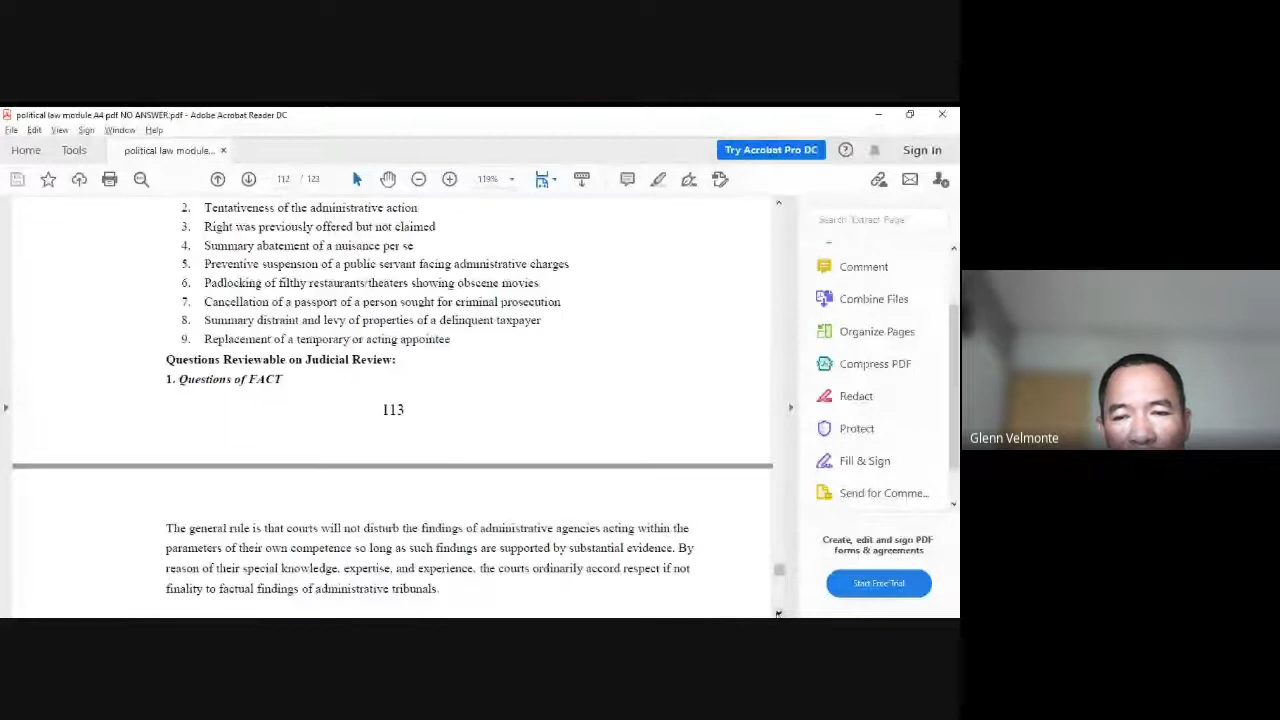 political law module A4 pdf NO ANSWER.pdf - Adobe Acrobat Reader DC
File Edit View Sign Window Help
Home Tools political law module... × Try Acrobat Pro DC Sign In
112 / 123 119%
2. Tentativeness of the administrative action
3. Right was previously offered but not claimed
4. Summary abatement of a nuisance per se
5. Preventive suspension of a public servant facing administrative charges
6. Padlocking of filthy restaurants/theaters showing obscene movies
7. Cancellation of a passport of a person sought for criminal prosecution
8. Summary distraint and levy of properties of a delinquent taxpayer
9. Replacement of a temporary or acting appointee
Questions Reviewable on Judicial Review:
1. Questions of FACT
113
The general rule is that courts will not disturb the findings of administrative agencies acting within the
parameters of their own competence so long as such findings are supported by substantial evidence. By
reason of their special knowledge, expertise, and experience, the courts ordinarily accord respect if not
finality to factual findings of administrative tribunals.
Search 'Extract Page'
Comment
Combine Files
Organize Pages
Compress PDF
Redact
Protect
Fill & Sign
Send for Comme...
Create, edit and sign PDF
forms & agreements
Start Free Trial
Glenn Velmonte